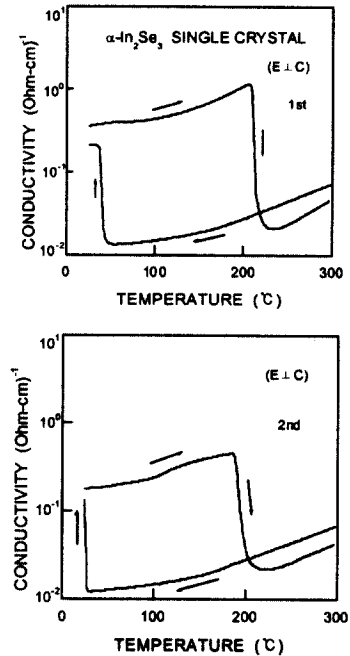 α-In₂Se₃ SINGLE CRYSTAL
(E⊥C)
1st
10¹
10⁰
10⁻¹
10⁻²
CONDUCTIVITY (Ohm-cm)⁻¹
0 100 200 300
TEMPERATURE (℃)
(E⊥C)
2nd
10¹
10⁰
10⁻¹
10⁻²
CONDUCTIVITY (Ohm-cm)⁻¹
0 100 200 300
TEMPERATURE (℃)